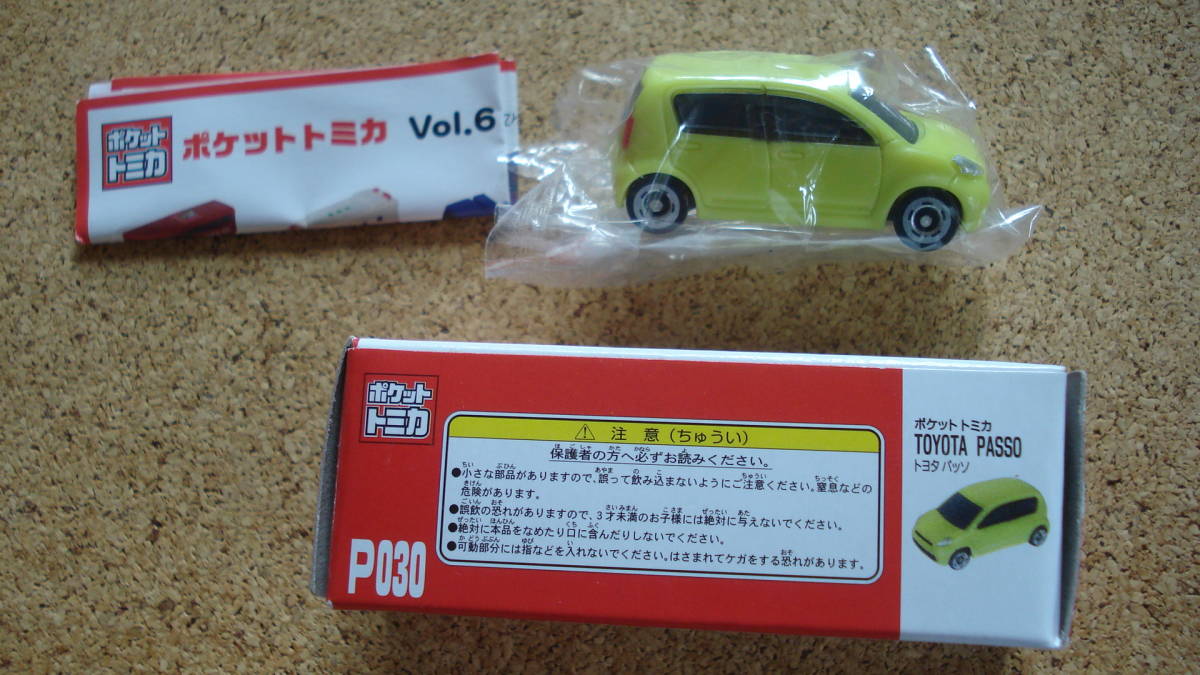 ポケット
トミカ
ポケットトミカ Vol.6 ひ
ポケット
トミカ
⚠ 注 意（ちゅうい）
保護者の方へ必ずお読みください。
●小さな部品がありますので、誤って飲み込まないようにご注意ください。窒息などの
危険があります。
●誤飲の恐れがありますので、3才未満のお子様には絶対に与えないでください。
●絶対に本品をなめたり口に含んだりしないでください。
●可動部分には指などを入れないでください。はさまれてケガをする恐れがあります。
P030
ポケットトミカ
TOYOTA PASSO
トヨタ パッソ